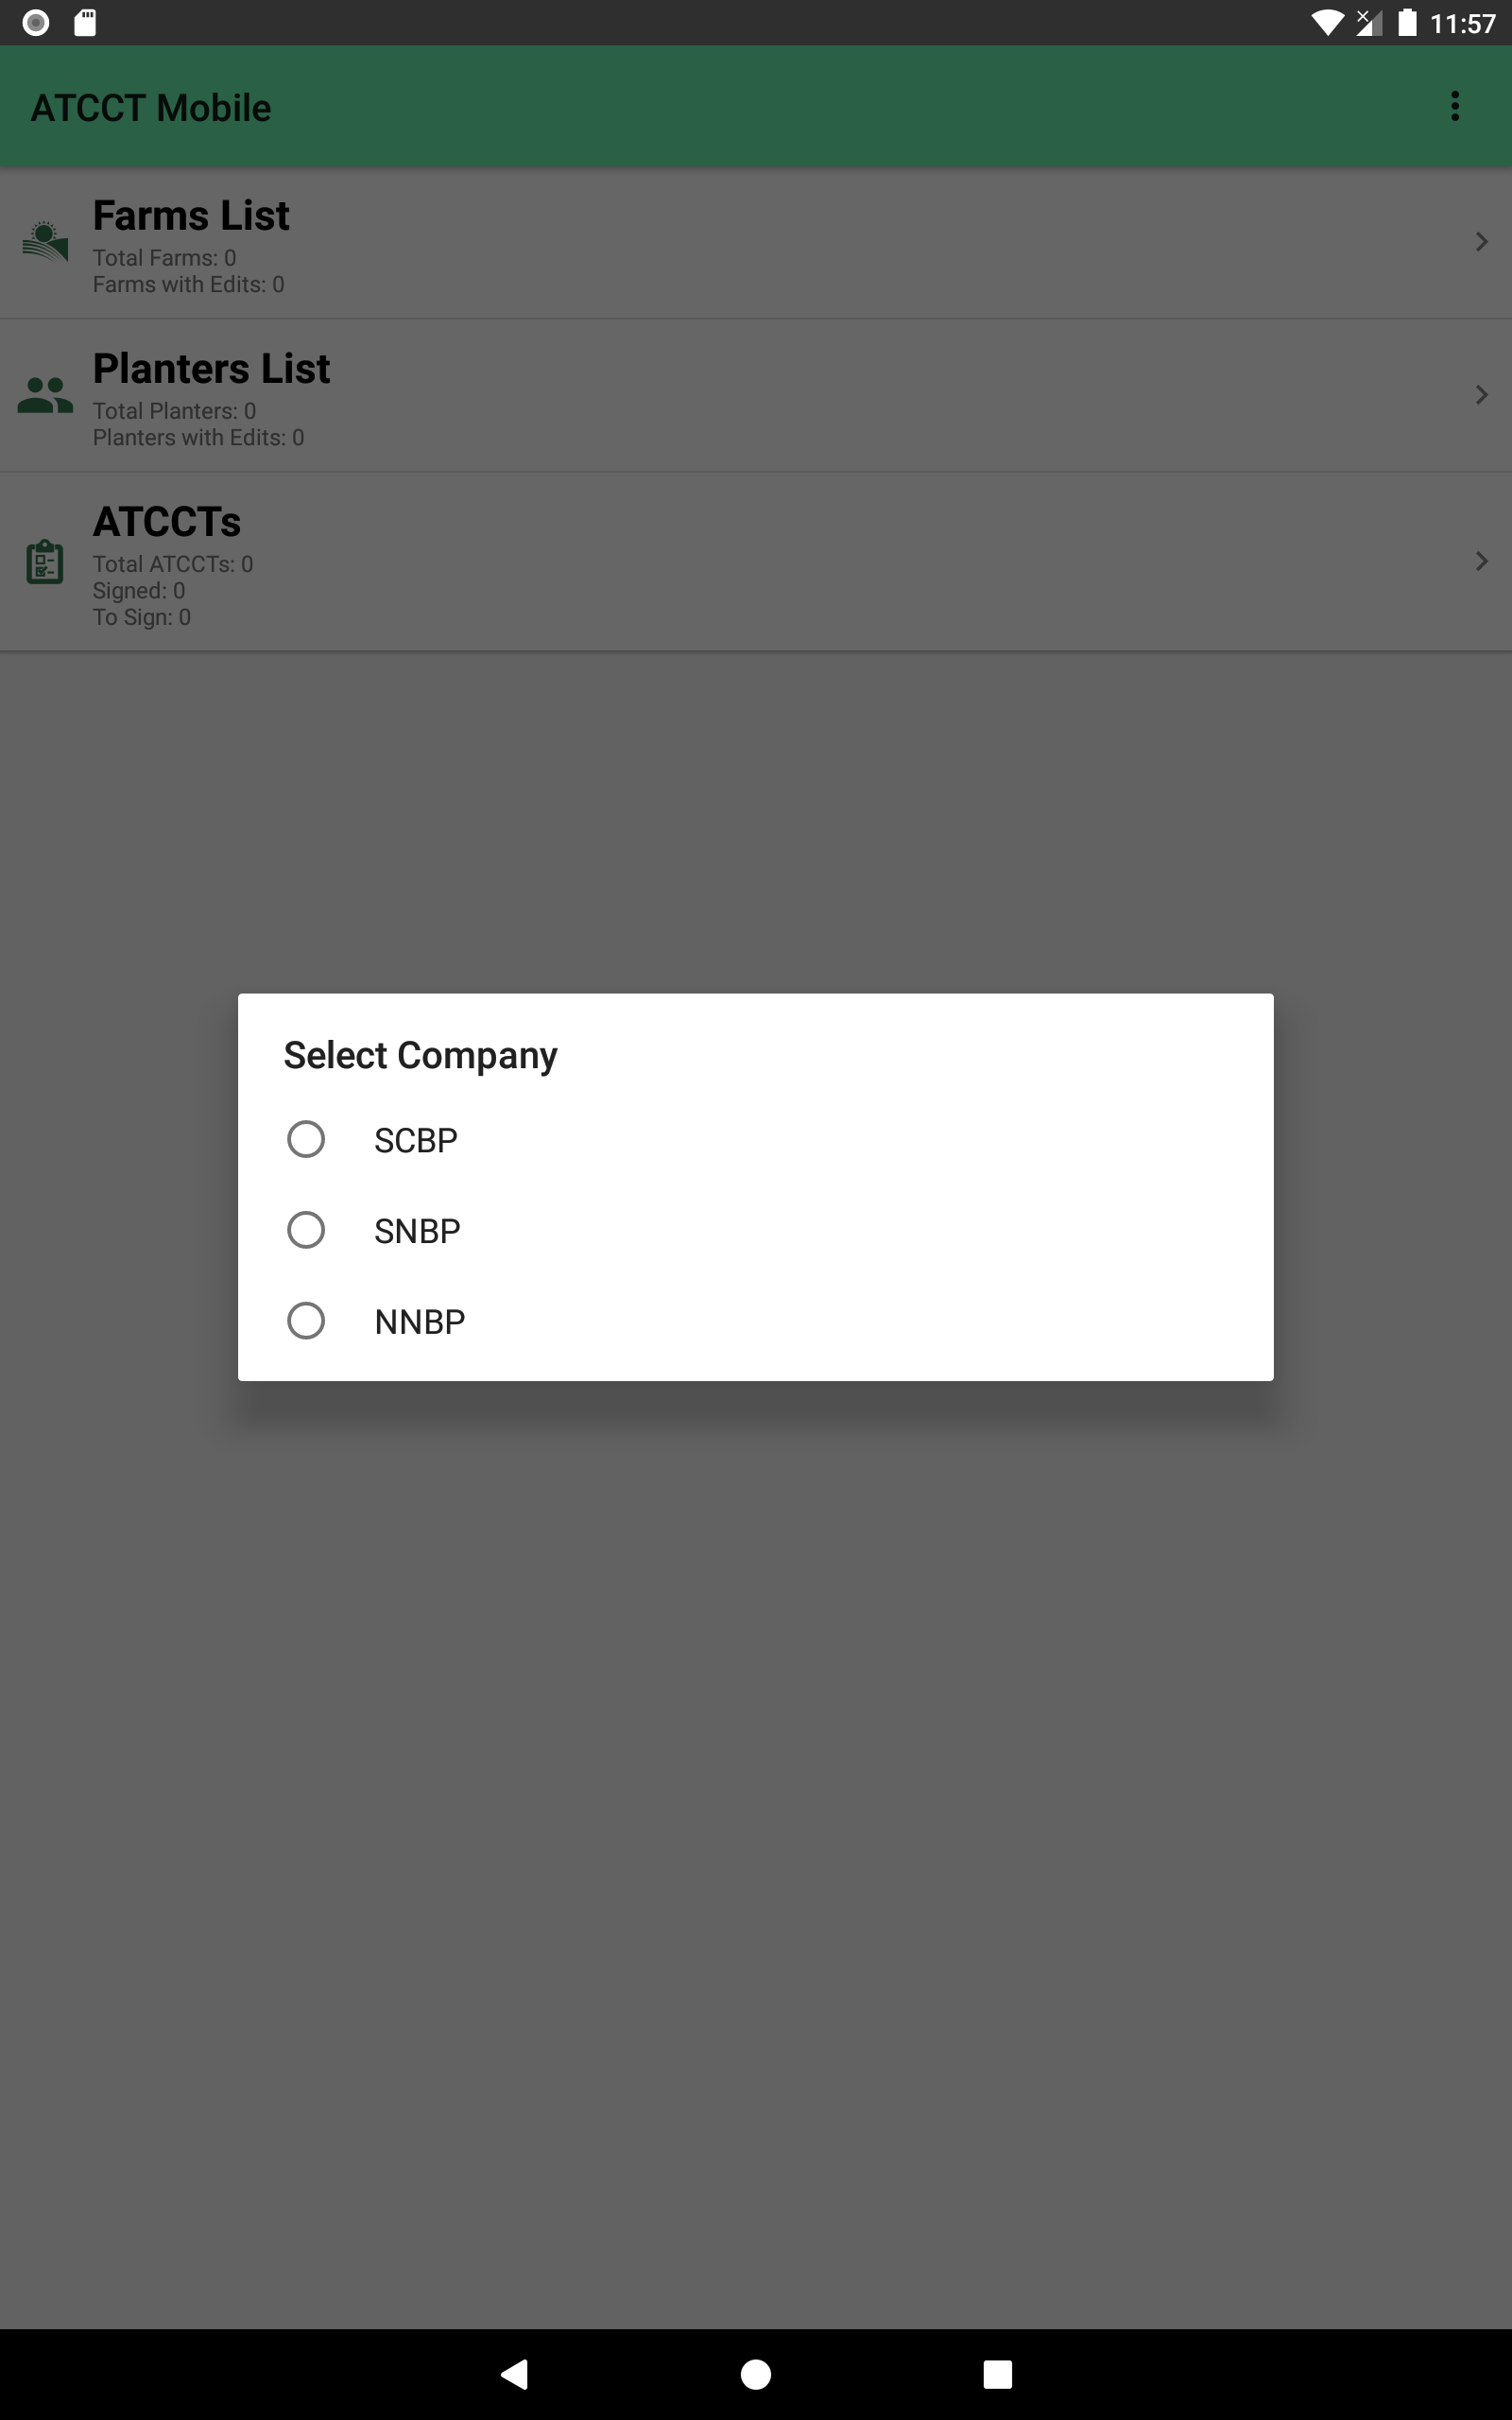 11:57
ATCCT Mobile
Farms List
Total Farms: 0
Farms with Edits: 0
Planters List
Total Planters: 0
Planters with Edits: 0
ATCCTs
Total ATCCTs: 0
Signed: 0
To Sign: 0
Select Company
SCBP
SNBP
NNBP